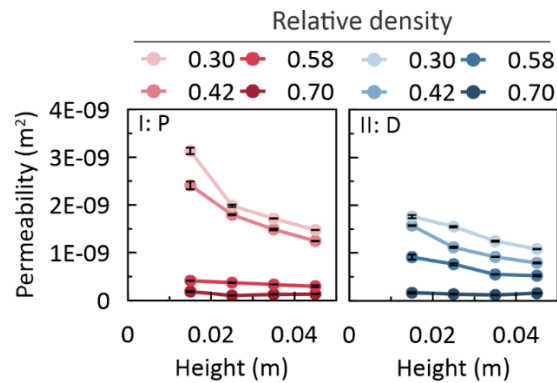 Relative density
0.30 0.58 0.30 0.58
0.42 0.70 0.42 0.70
Permeability (m²)
4E-09
3E-09
2E-09
1E-09
0
I: P
II: D
0 0.02 0.04 0 0.02 0.04
Height (m) Height (m)